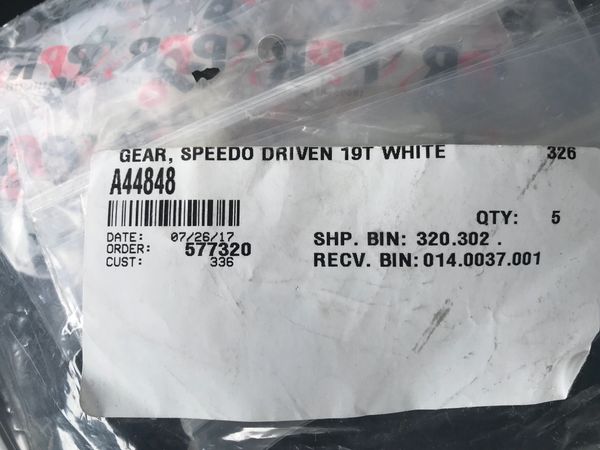 GEAR, SPEEDO DRIVEN 19T WHITE 326
A44848
QTY: 5
DATE: 07/26/17
SHP. BIN: 320.302 .
ORDER: 577320
RECV. BIN: 014.0037.001
CUST: 336